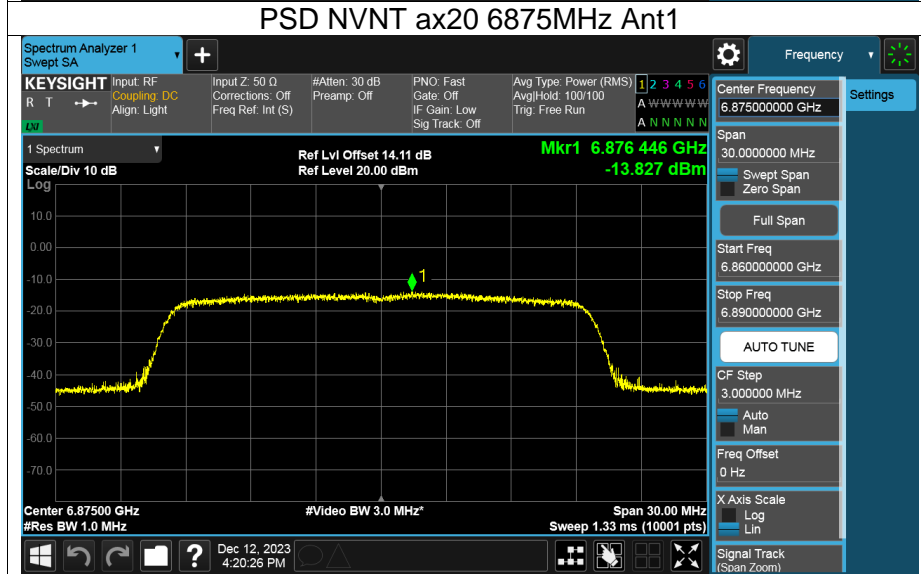 PSD NVNT ax20 6875MHz Ant1
Spectrum Analyzer 1
Swept SA
+
Frequency
KEYSIGHT
R T
LXI
Input: RF
Coupling: DC
Align: Light
Input Z: 50 Ω
Corrections: Off
Freq Ref: Int (S)
#Atten: 30 dB
Preamp: Off
PNO: Fast
Gate: Off
IF Gain: Low
Sig Track: Off
Avg Type: Power (RMS)
Avg|Hold: 100/100
Trig: Free Run
1 2 3 4 5 6
A W W W W W
A N N N N N
1 Spectrum
Scale/Div 10 dB
Log
Ref Lvl Offset 14.11 dB
Ref Level 20.00 dBm
Mkr1 6.876 446 GHz
-13.827 dBm
10.0
0.00
-10.0
-20.0
-30.0
-40.0
-50.0
-60.0
-70.0
1
Center 6.87500 GHz
#Res BW 1.0 MHz
#Video BW 3.0 MHz*
Span 30.00 MHz
Sweep 1.33 ms (10001 pts)
?
Dec 12, 2023
4:20:26 PM
Center Frequency
6.875000000 GHz
Span
30.0000000 MHz
Swept Span
Zero Span
Full Span
Start Freq
6.860000000 GHz
Stop Freq
6.890000000 GHz
AUTO TUNE
CF Step
3.000000 MHz
Auto
Man
Freq Offset
0 Hz
X Axis Scale
Log
Lin
Signal Track
(Span Zoom)
Settings